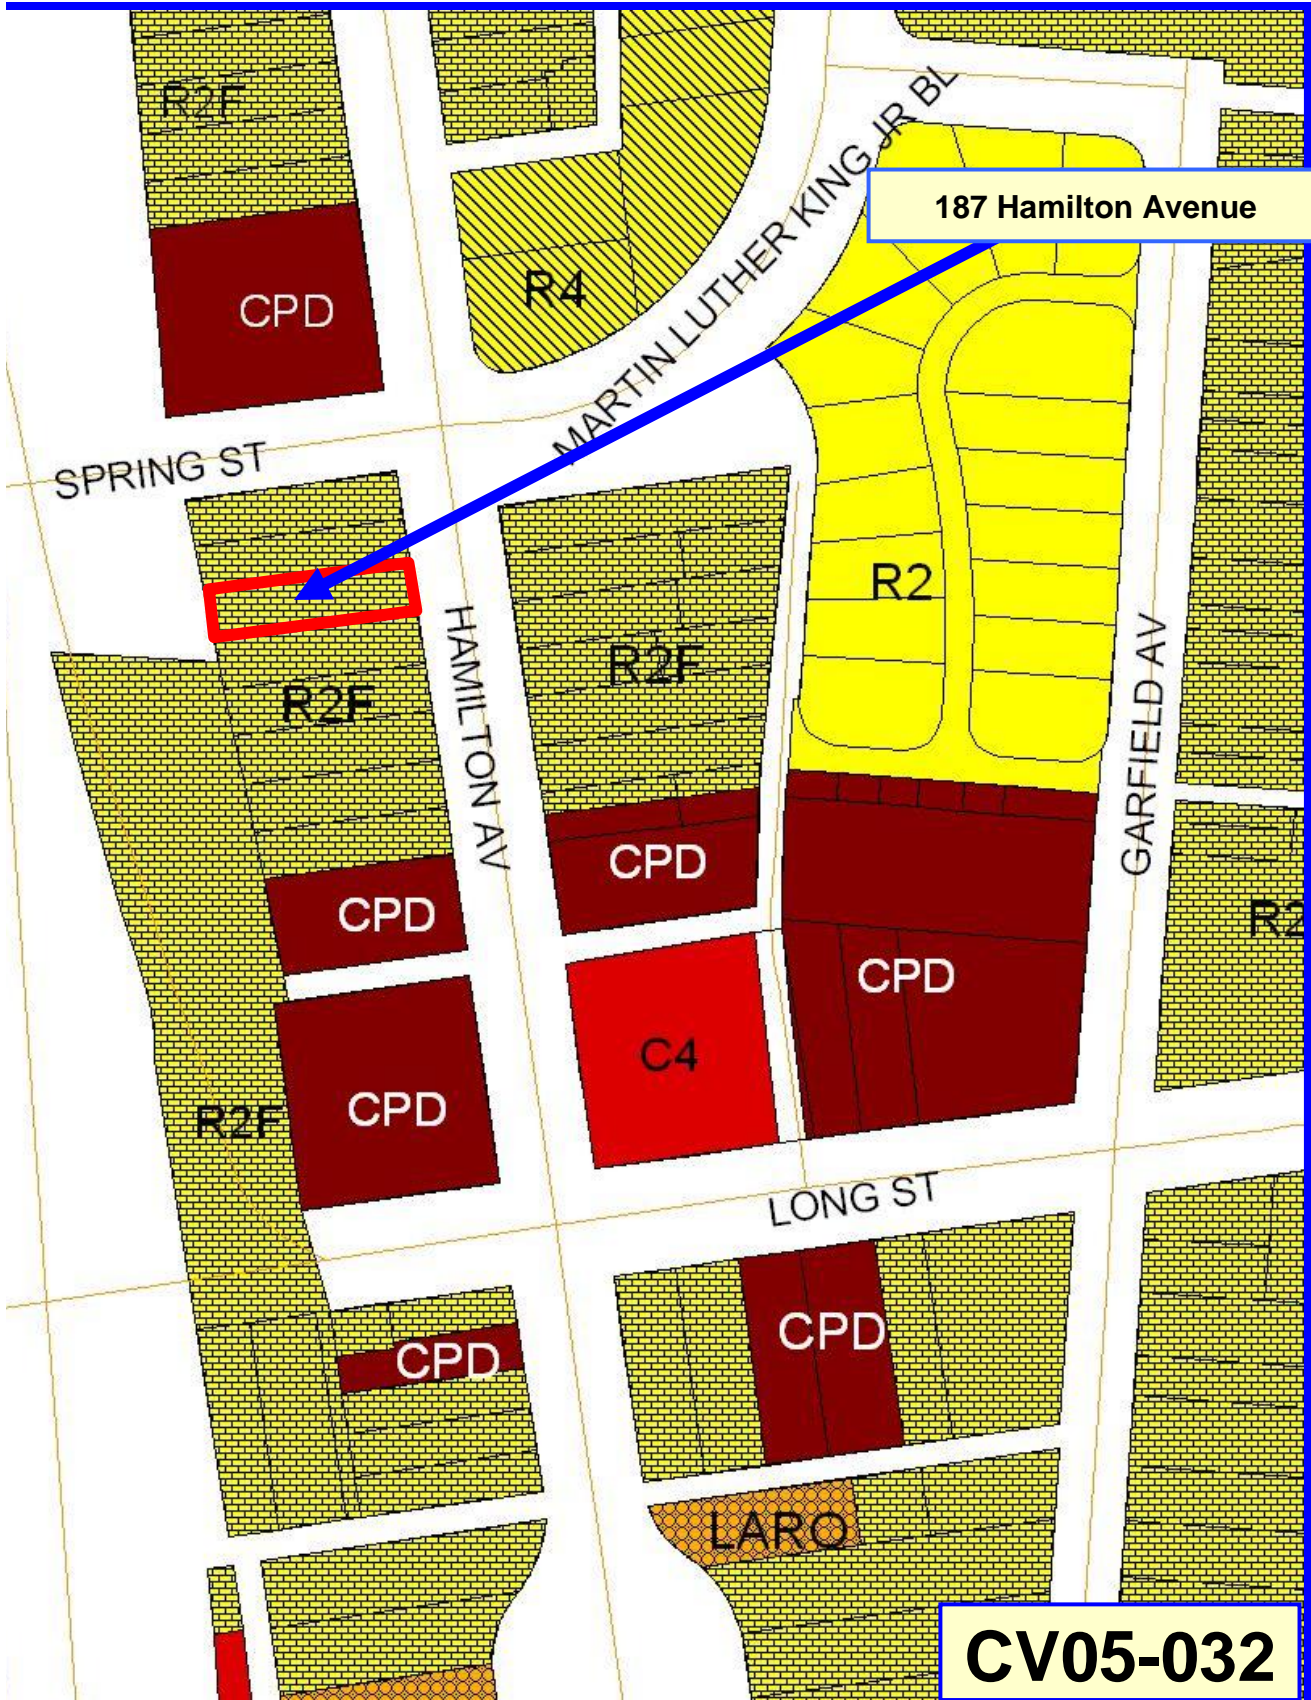 R2F
MARTIN LUTHER KING JR BL
187 Hamilton Avenue
R4
CPD
SPRING ST
R2
HAMILTON AV
R2F
R2F
GARFIELD AV
CPD
CPD
R2
CPD
C4
CPD
R2F
LONG ST
CPD
CPD
LARO
CV05-032